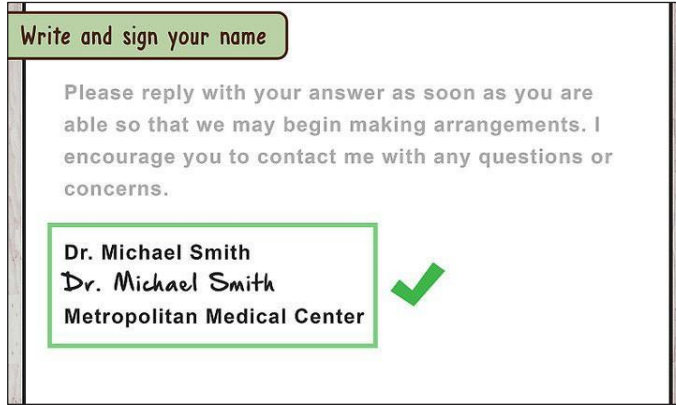 Write and sign your name
Please reply with your answer as soon as you are
able so that we may begin making arrangements. I
encourage you to contact me with any questions or
concerns.
Dr. Michael Smith
Dr. Michael Smith
Metropolitan Medical Center